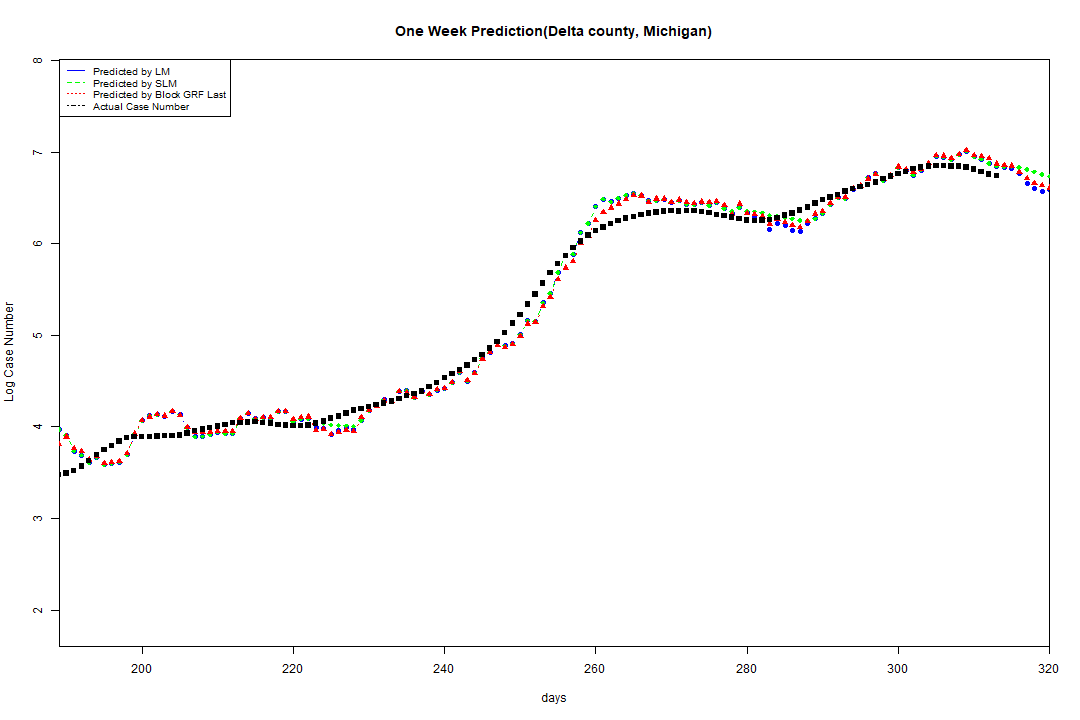 One Week Prediction(Delta county, Michigan)
Predicted by LM
Predicted by SLM
Predicted by Block GRF Last
Actual Case Number
8
7
6
5
4
3
2
Log Case Number
200 220 240 260 280 300 320
days